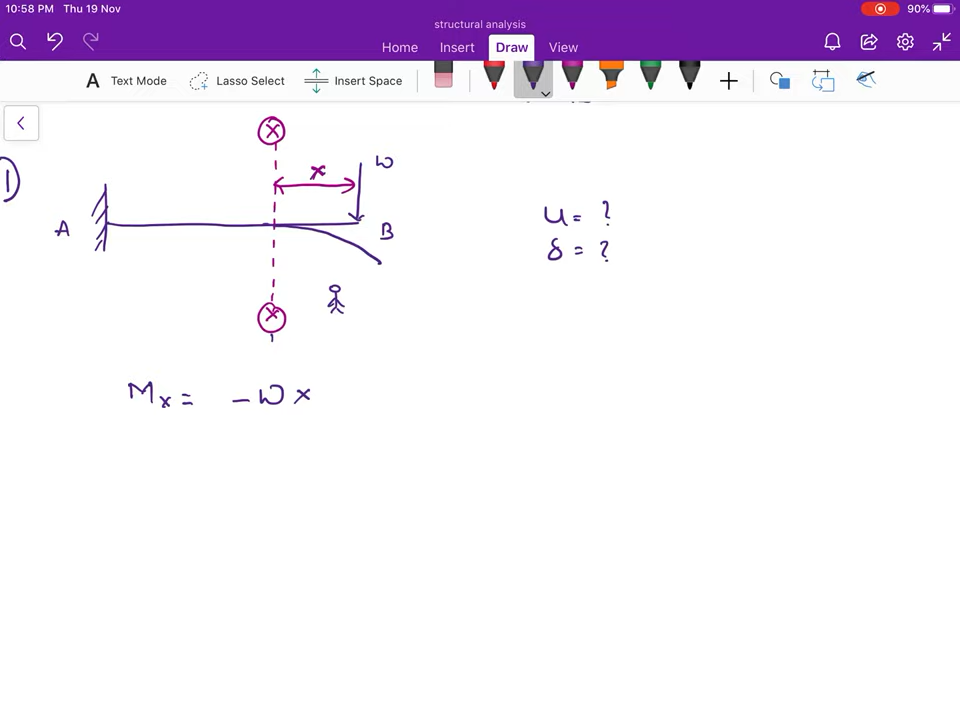 10:58 PM Thu 19 Nov
90%
structural analysis
Home Insert Draw View
A Text Mode Lasso Select Insert Space
1
x
x
W
A
B
u = ?
δ = ?
x
Mx = -Wx